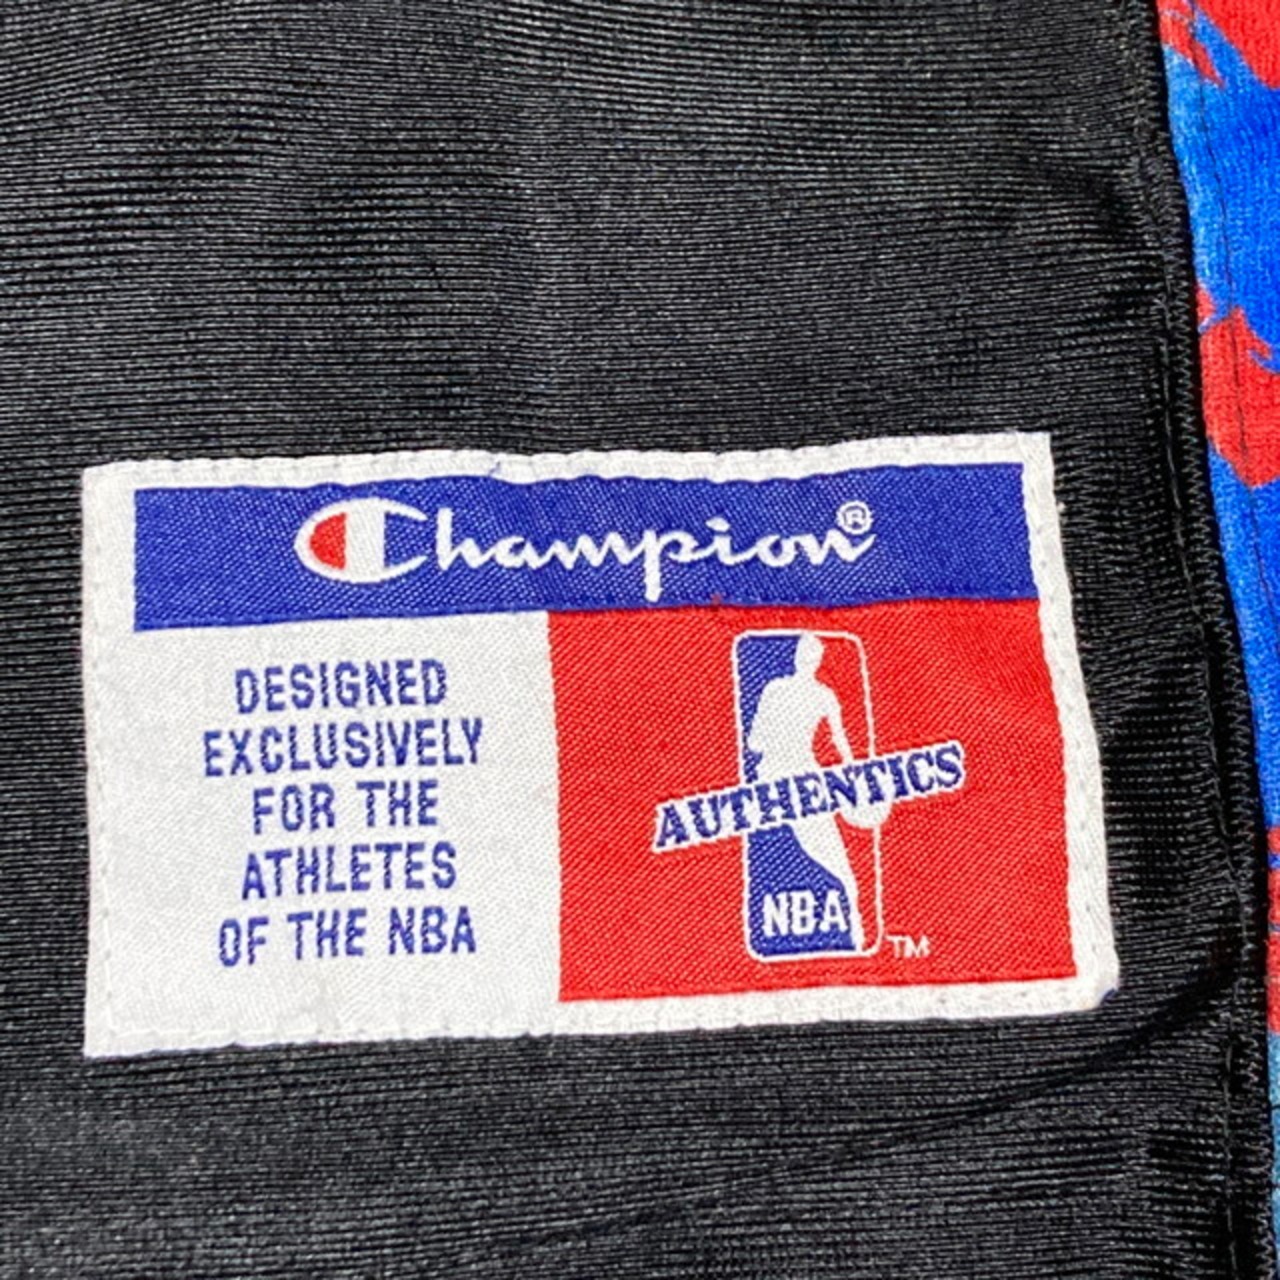 Champion®
DESIGNED
EXCLUSIVELY
FOR THE
ATHLETES
OF THE NBA
AUTHENTICS
NBA
™